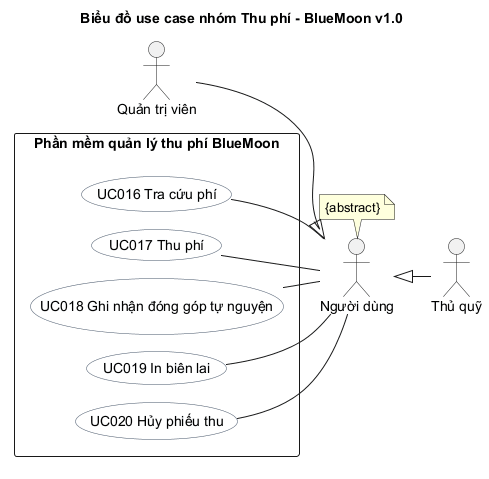 Biểu đồ use case nhóm Thu phí - BlueMoon v1.0
Quản trị viên
Phần mềm quản lý thu phí BlueMoon
UC016 Tra cứu phí
{abstract}
UC017 Thu phí
UC018 Ghi nhận đóng góp tự nguyện
Người dùng
Thủ quỹ
UC019 In biên lai
UC020 Hủy phiếu thu